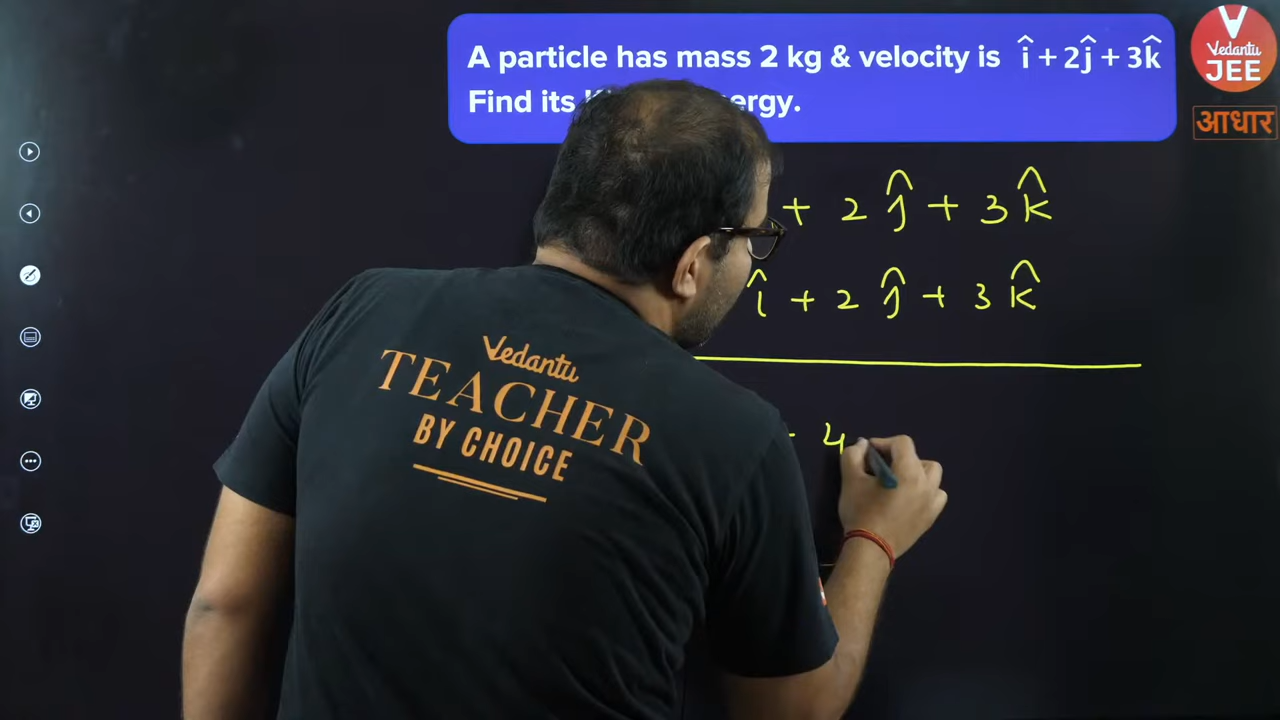 A particle has mass 2 kg & velocity is î + 2ĵ + 3k̂
Find its
Vedantu
JEE
आधार
+ 2 ĵ + 3 k̂
î + 2 ĵ + 3 k̂
4
Vedantu
TEACHER
BY CHOICE